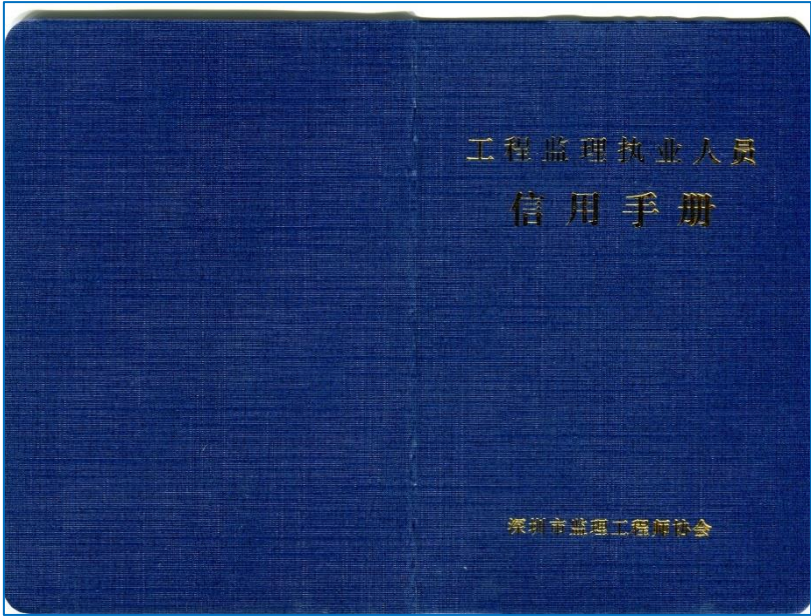 工程监理执业人员
信用手册
深圳市监理工程师协会